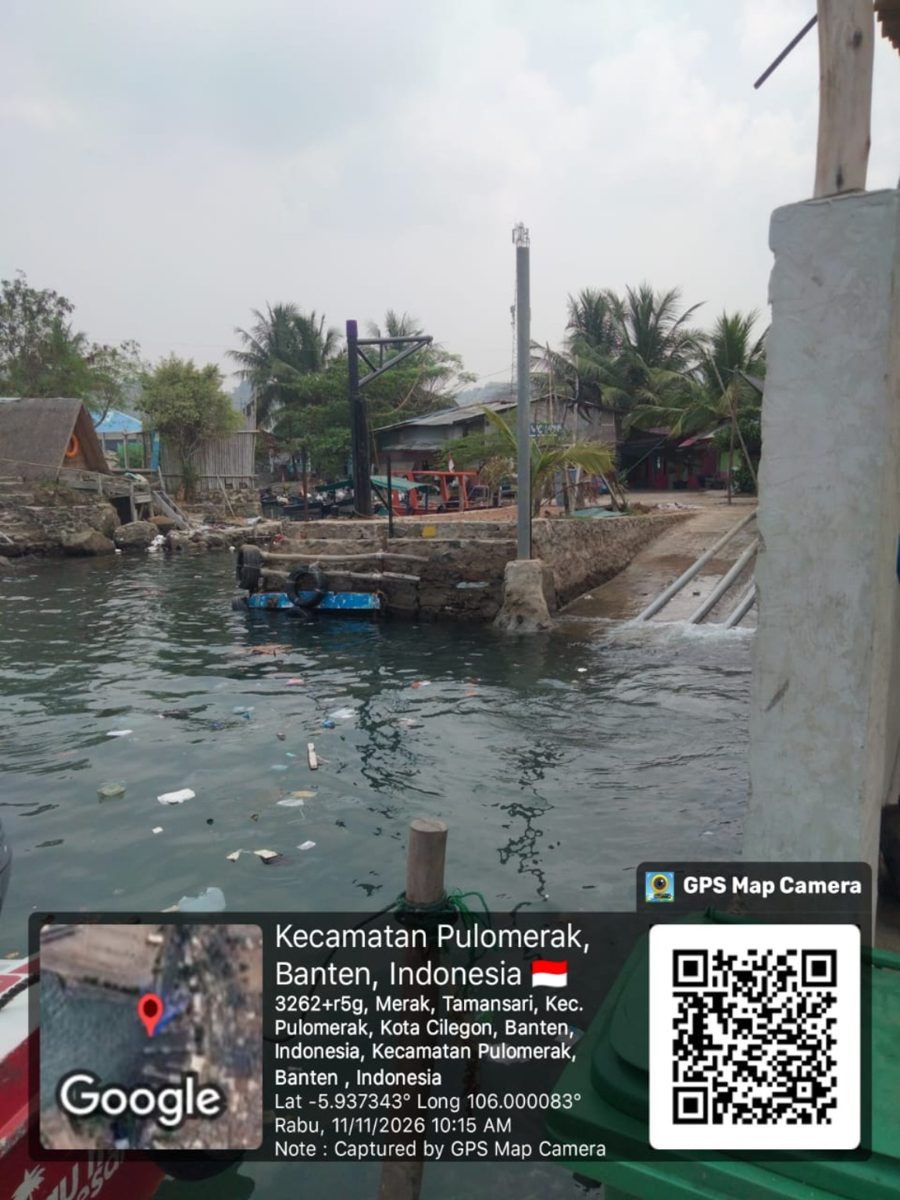 GPS Map Camera
Kecamatan Pulomerak,
Banten, Indonesia 🇮🇩
3262+r5g, Merak, Tamansari, Kec.
Pulomerak, Kota Cilegon, Banten,
Indonesia, Kecamatan Pulomerak,
Banten , Indonesia
Lat -5.937343° Long 106.000083°
Rabu, 11/11/2026 10:15 AM
Note : Captured by GPS Map Camera
Google